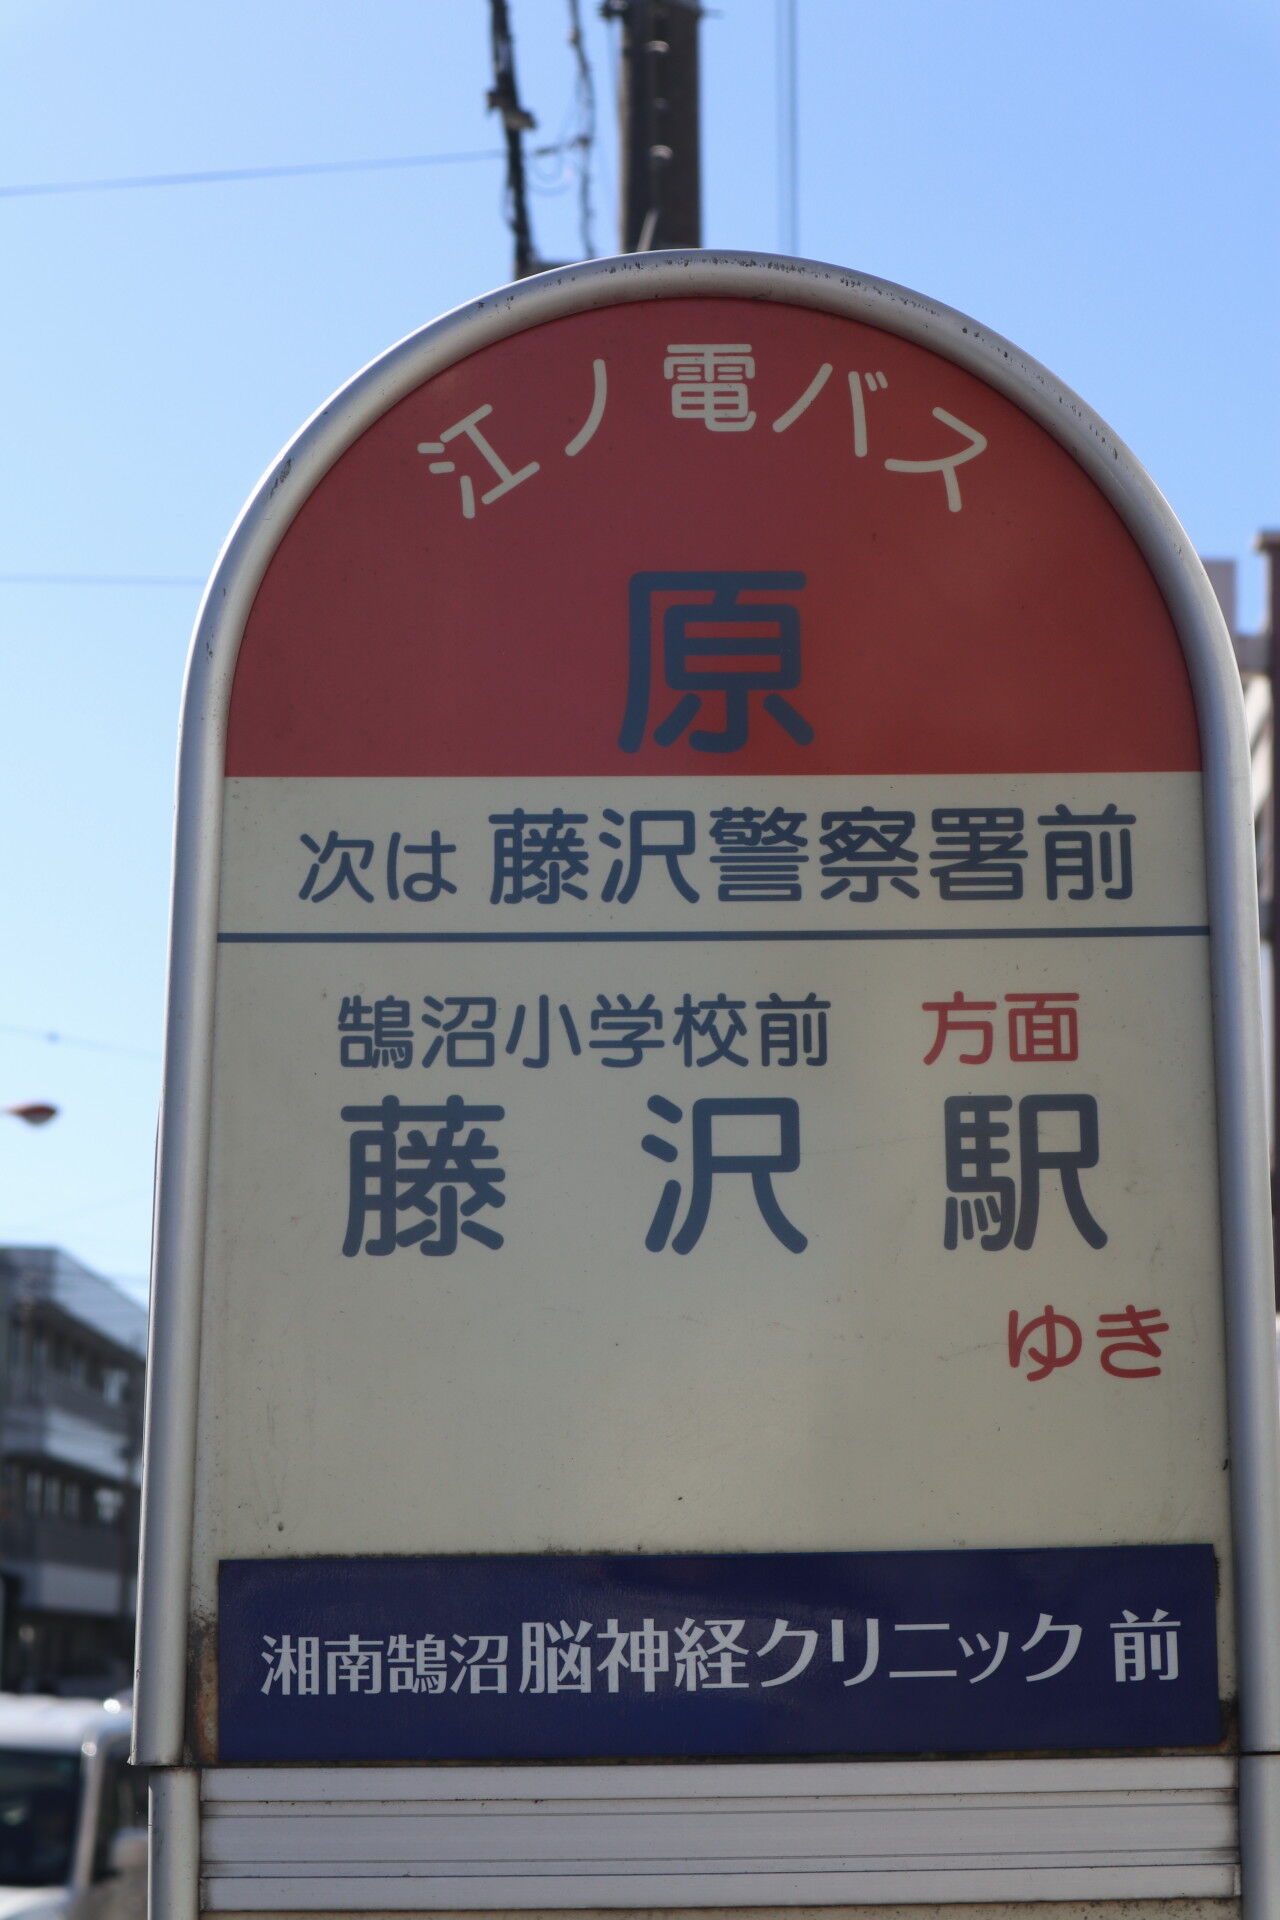 江ノ電バス
原
次は 藤沢警察署前
鵠沼小学校前 方面
藤沢駅
ゆき
湘南鵠沼脳神経クリニック 前